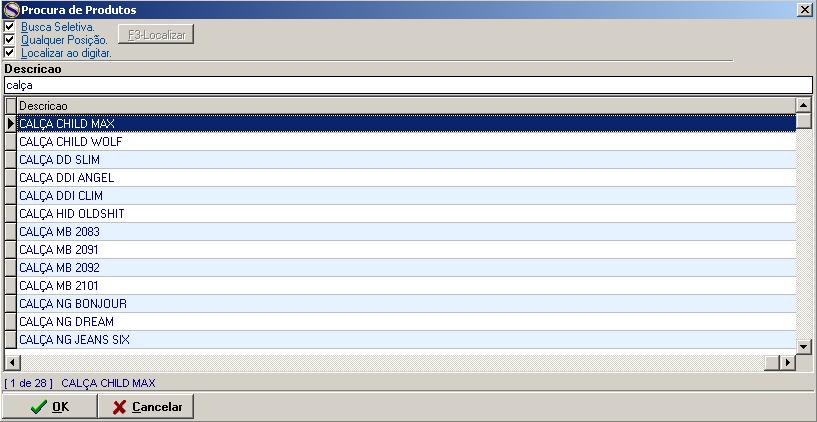 Procura de Produtos
Busca Seletiva.
Qualquer Posição.
Localizar ao digitar.
F3-Localizar
Descricao
calça
Descricao
CALÇA CHILD MAX
CALÇA CHILD WOLF
CALÇA DD SLIM
CALÇA DDI ANGEL
CALÇA DDI CLIM
CALÇA HID OLDSHIT
CALÇA MB 2083
CALÇA MB 2091
CALÇA MB 2092
CALÇA MB 2101
CALÇA NG BONJOUR
CALÇA NG DREAM
CALÇA NG JEANS SIX
[ 1 de 28 ] CALÇA CHILD MAX
OK Cancelar